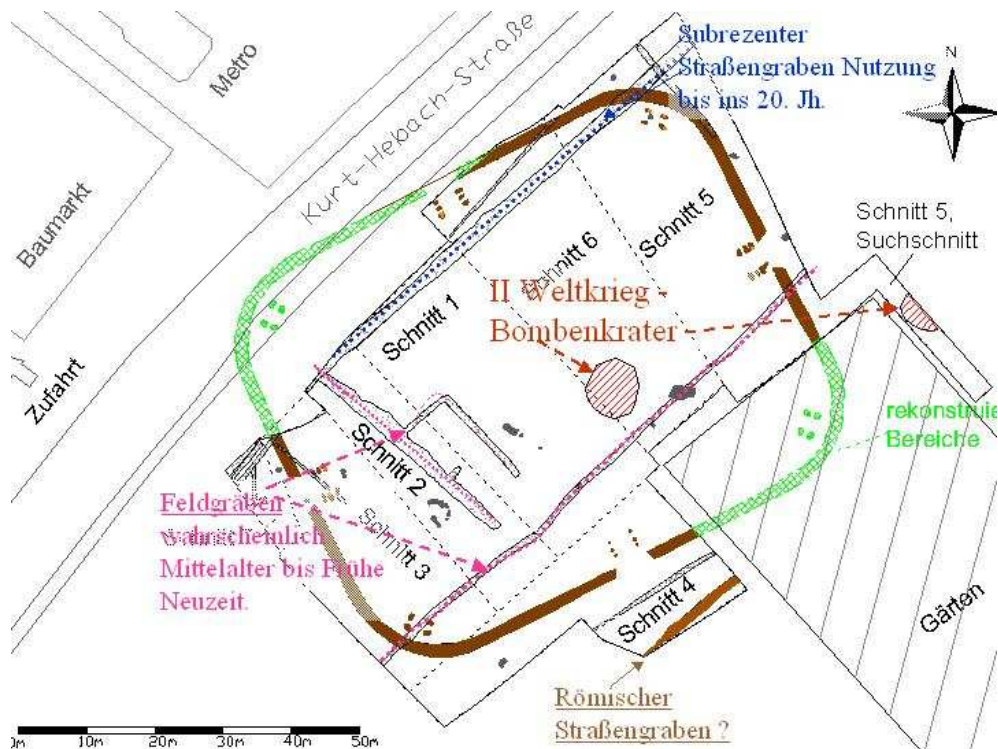 Metro
Kurt-Hebach-Straße
Baumarkt
Zufahrt
Subrezenter
Straßengraben Nutzung
bis ins 20. Jh.
N
Schnitt 5,
Suchschnitt
Schnitt 5
Schnitt 6
Schnitt 1
II Weltkrieg -
Bombenkrater
Schnitt 2
Schnitt 3
rekonstruie
Bereiche
Feldgräben
wahrscheinlich
Mittelalter bis Frühe
Neuzeit.
Schnitt 4
Gärten
Römischer
Straßengraben ?
0m 10m 20m 30m 40m 50m